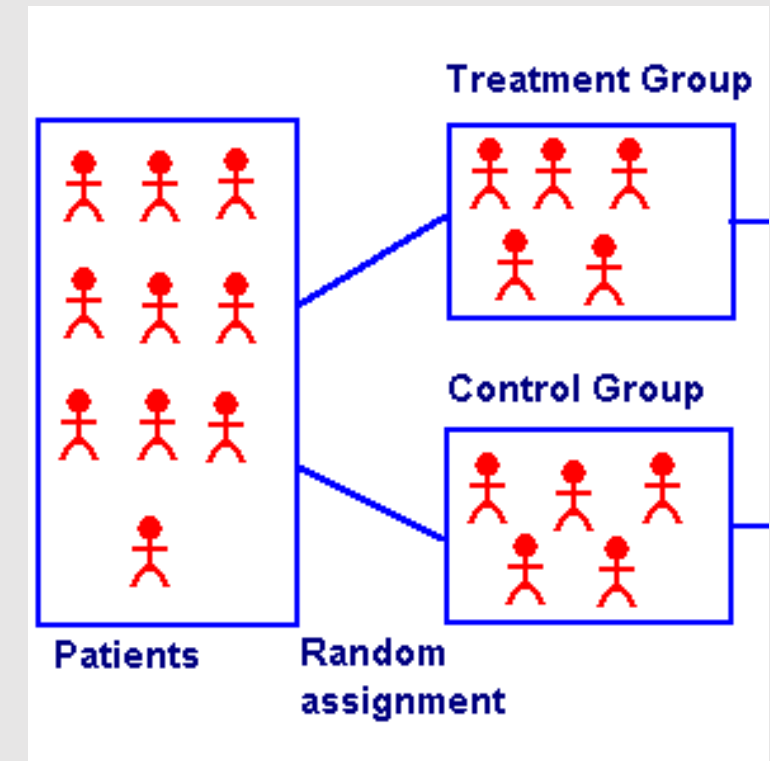 Treatment Group
Control Group
Patients
Random
assignment